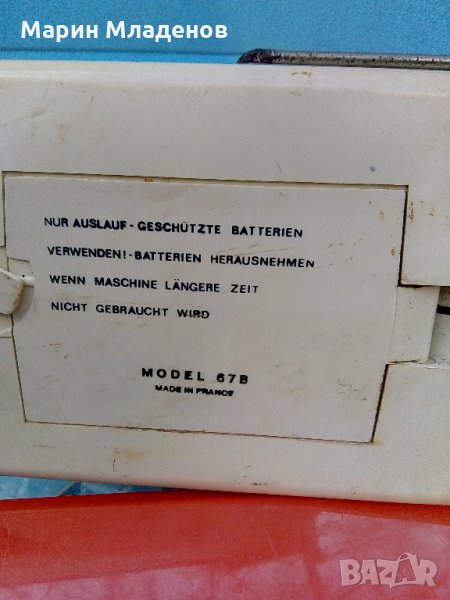 Марин Младенов
NUR AUSLAUF-GESCHÜTZTE BATTERIEN
VERWENDEN!-BATTERIEN HERAUSNEHMEN
WENN MASCHINE LÄNGERE ZEIT
NICHT GEBRAUCHT WIRD
MODEL 67B
MADE IN FRANCE
BAZAR